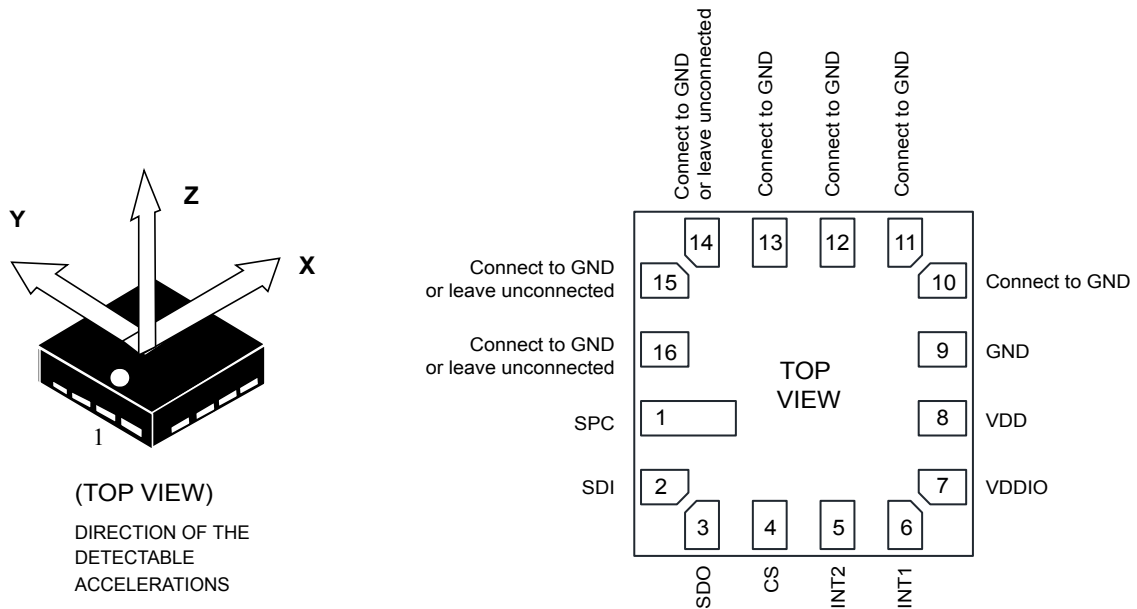 Z
Y
X
1
(TOP VIEW)
DIRECTION OF THE
DETECTABLE
ACCELERATIONS
Connect to GND
or leave unconnected
Connect to GND
Connect to GND
Connect to GND
14
13
12
11
Connect to GND
or leave unconnected
15
10
Connect to GND
Connect to GND
or leave unconnected
16
9
GND
TOP
VIEW
SPC
1
8
VDD
SDI
2
7
VDDIO
3
4
5
6
SDO
CS
INT2
INT1